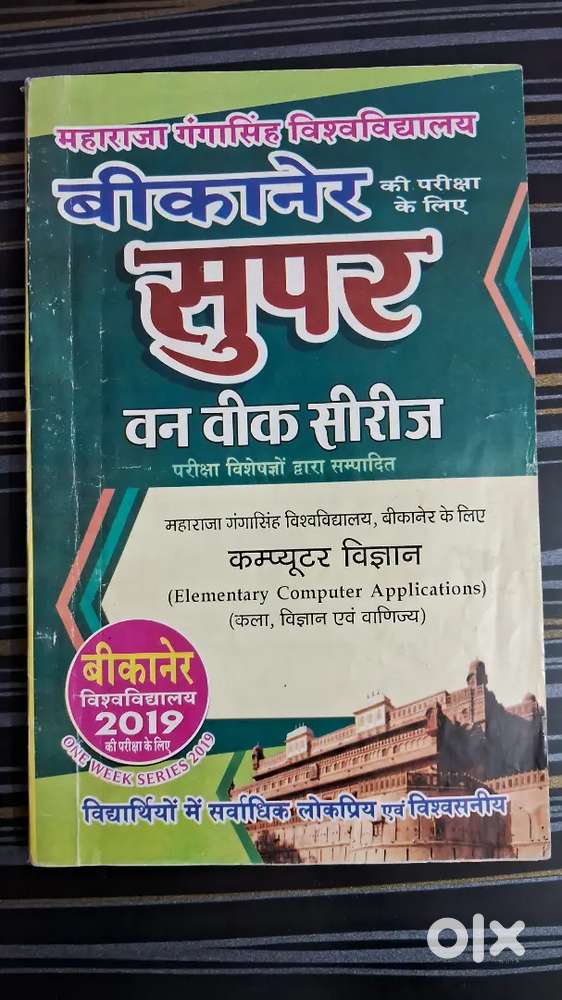 महाराजा गंगासिंह विश्वविद्यालय
बीकानेर की परीक्षा के लिए
सुपर
वन वीक सीरीज
परीक्षा विशेषज्ञों द्वारा सम्पादित
महाराजा गंगासिंह विश्वविद्यालय, बीकानेर के लिए
कम्प्यूटर विज्ञान
(Elementary Computer Applications)
(कला, विज्ञान एवं वाणिज्य)
बीकानेर
विश्वविद्यालय
2019
की परीक्षा के लिए
ONE WEEK SERIES 2019
विद्यार्थियों में सर्वाधिक लोकप्रिय एवं विश्वसनीय
olx